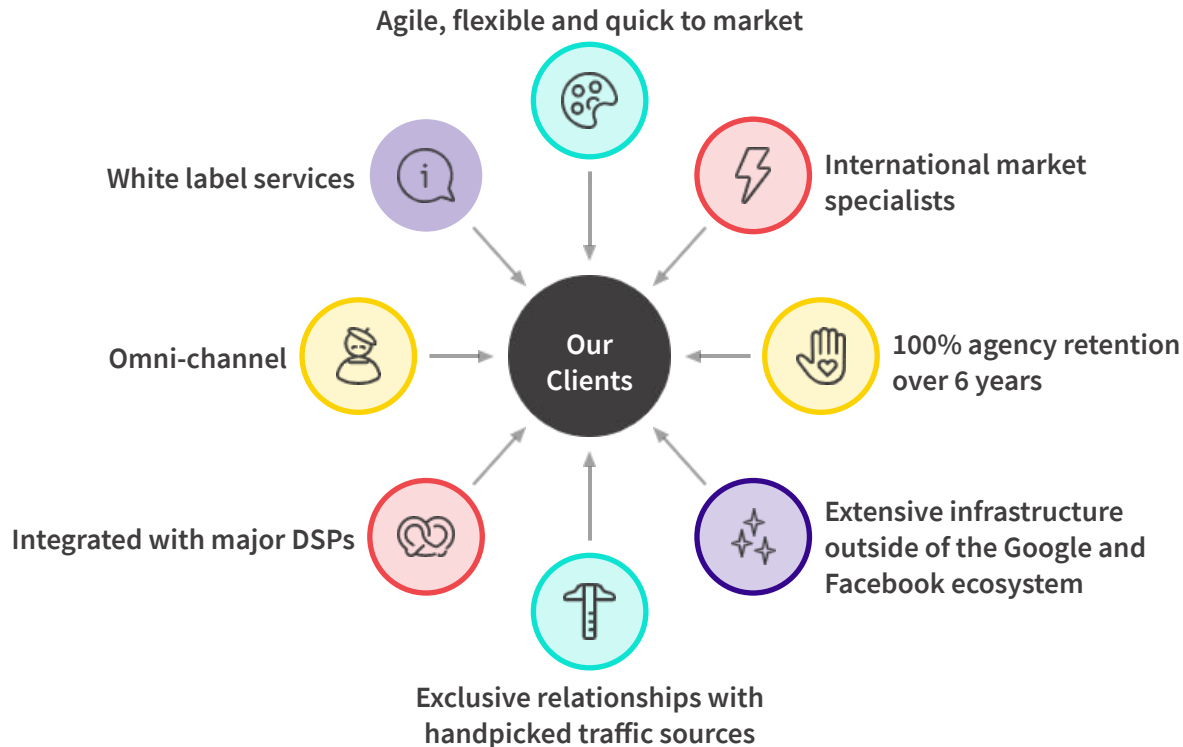 Agile, flexible and quick to market
White label services
International market
specialists
Omni-channel
Our
Clients
100% agency retention
over 6 years
Integrated with major DSPs
Extensive infrastructure
outside of the Google and
Facebook ecosystem
Exclusive relationships with
handpicked traffic sources